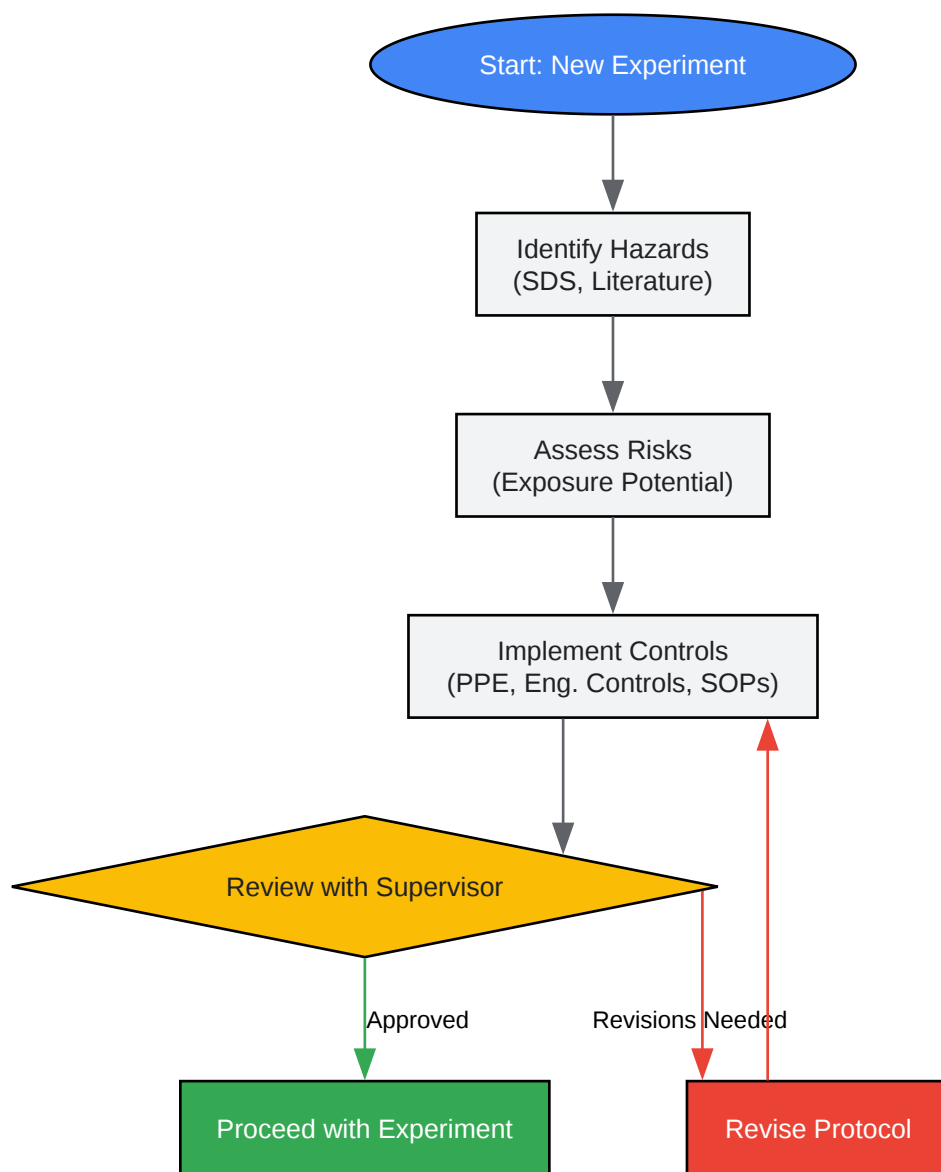 Start: New Experiment
Identify Hazards
(SDS, Literature)
Assess Risks
(Exposure Potential)
Implement Controls
(PPE, Eng. Controls, SOPs)
Review with Supervisor
Approved
Revisions Needed
Proceed with Experiment
Revise Protocol